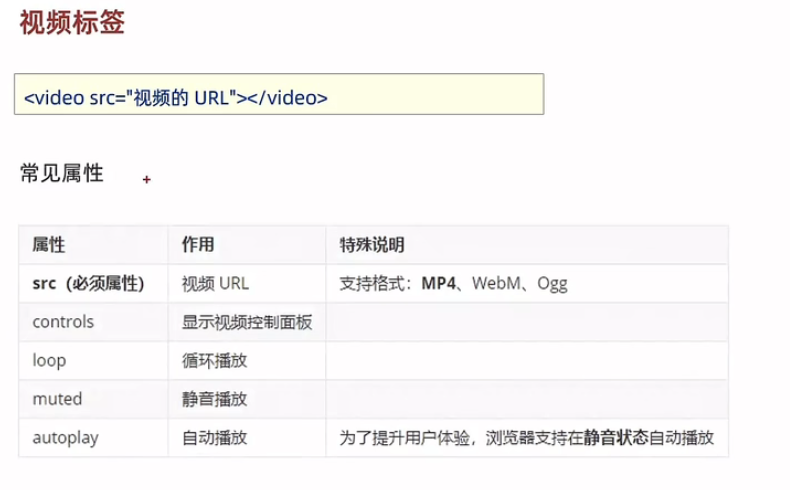 视频标签
<video src="视频的 URL"></video>
常见属性
属性 作用 特殊说明
src（必须属性） 视频 URL 支持格式：MP4、WebM、Ogg
controls 显示视频控制面板
loop 循环播放
muted 静音播放
autoplay 自动播放 为了提升用户体验，浏览器支持在静音状态自动播放